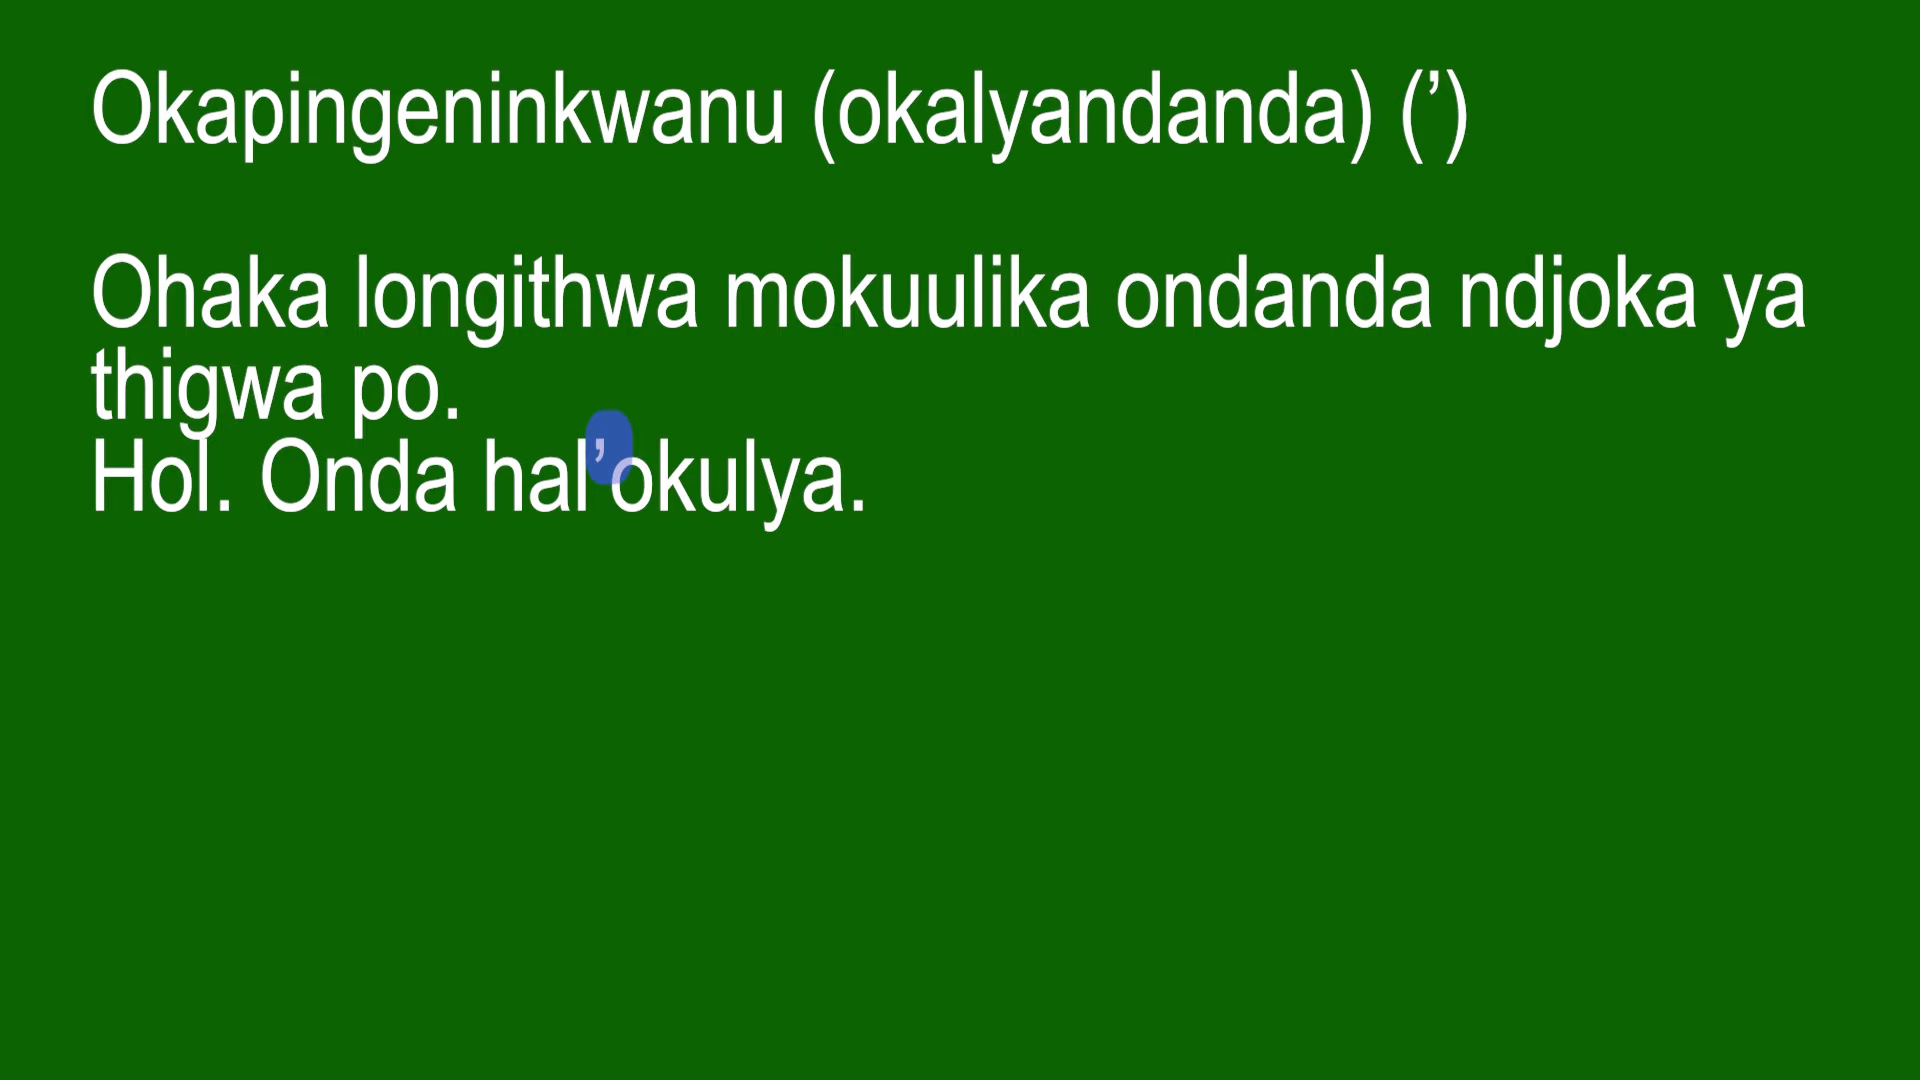 Okapingeninkwanu (okalyandanda) (’)
Ohaka longithwa mokuulika ondanda ndjoka ya
thigwa po.
Hol. Onda hal’okulya.